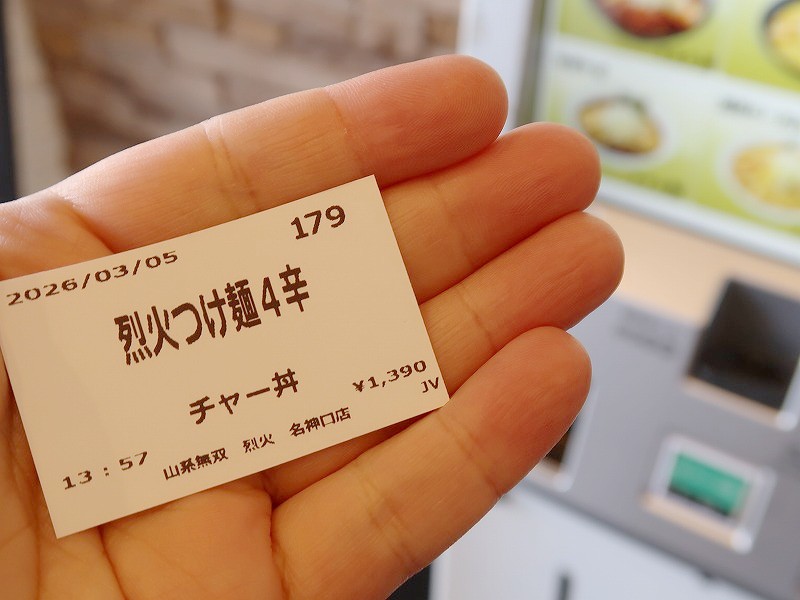 179
2026/03/05
烈火つけ麺4辛
チャー丼
¥1,390
JV
13:57 山系無双 烈火 名神口店